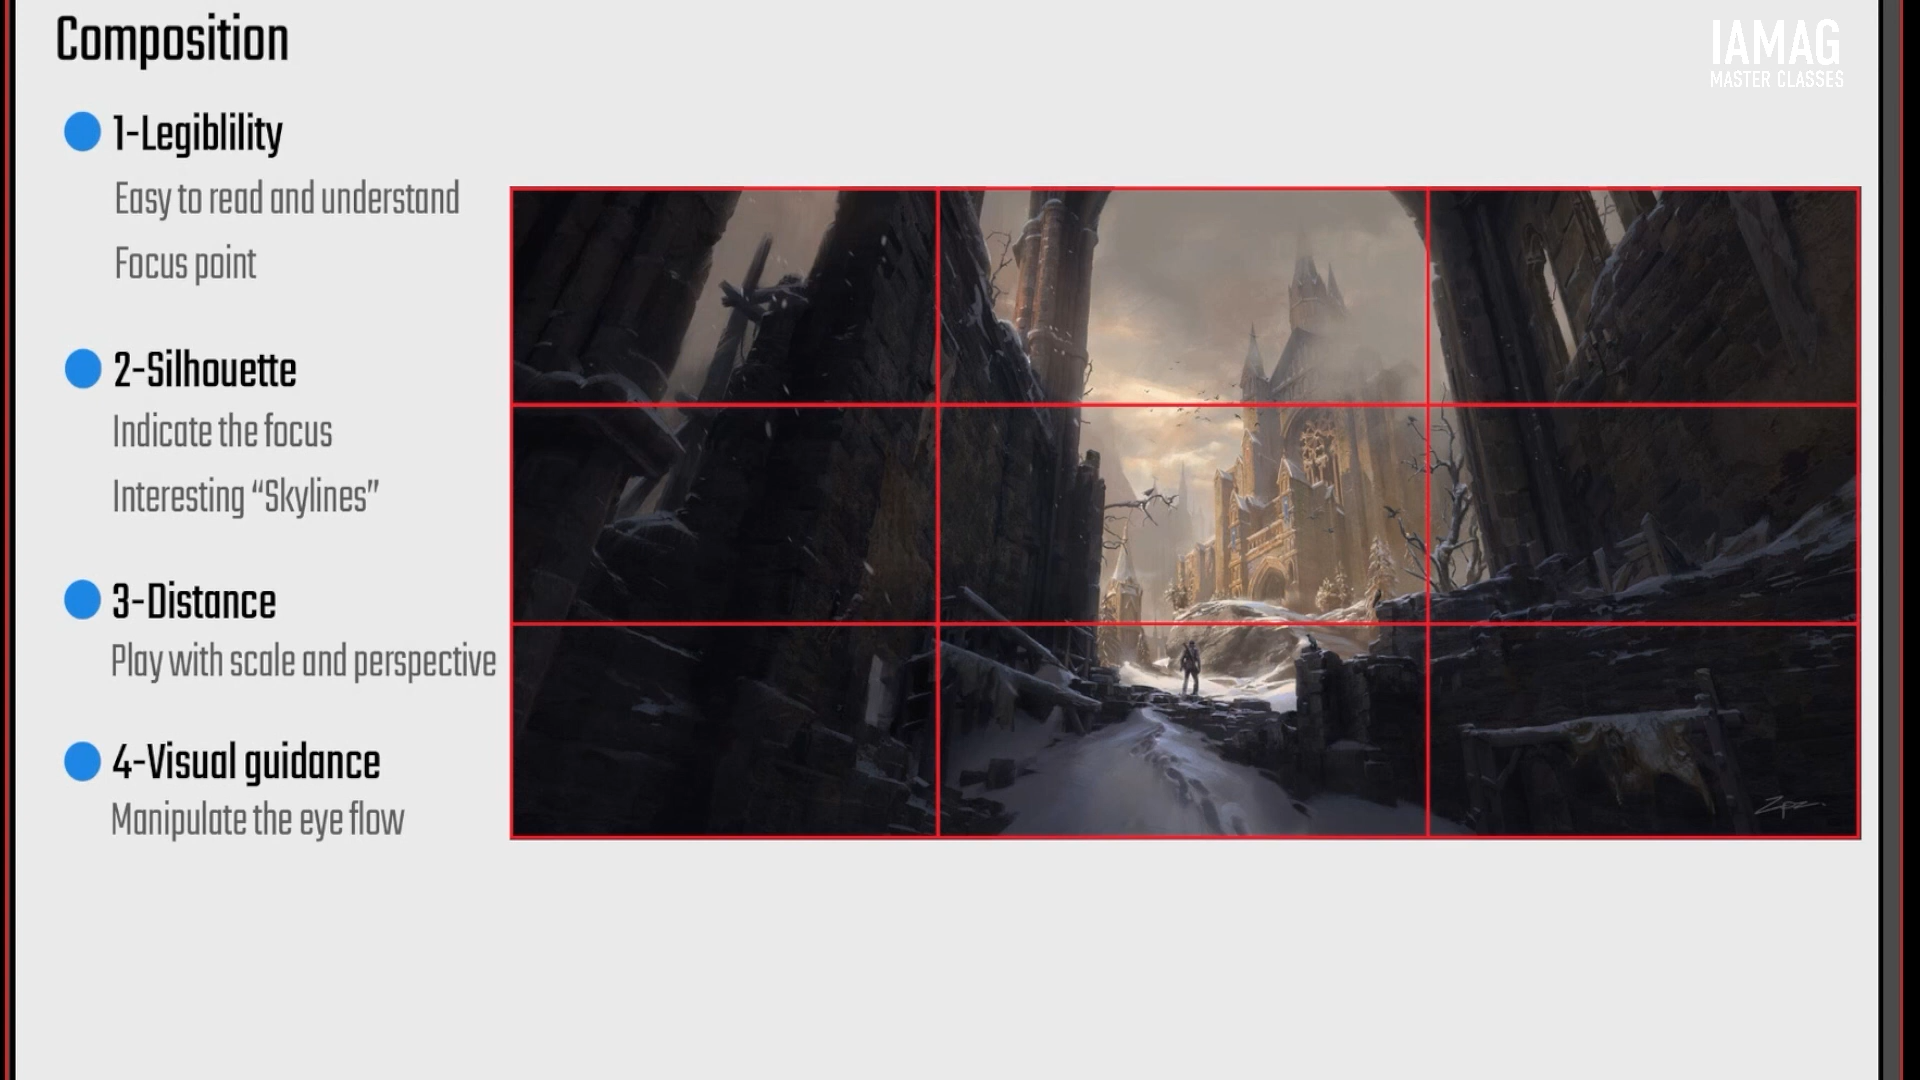 Composition
IAMAG
MASTER CLASSES
1-Legiblility
Easy to read and understand
Focus point
2-Silhouette
Indicate the focus
Interesting “Skylines”
3-Distance
Play with scale and perspective
4-Visual guidance
Manipulate the eye flow